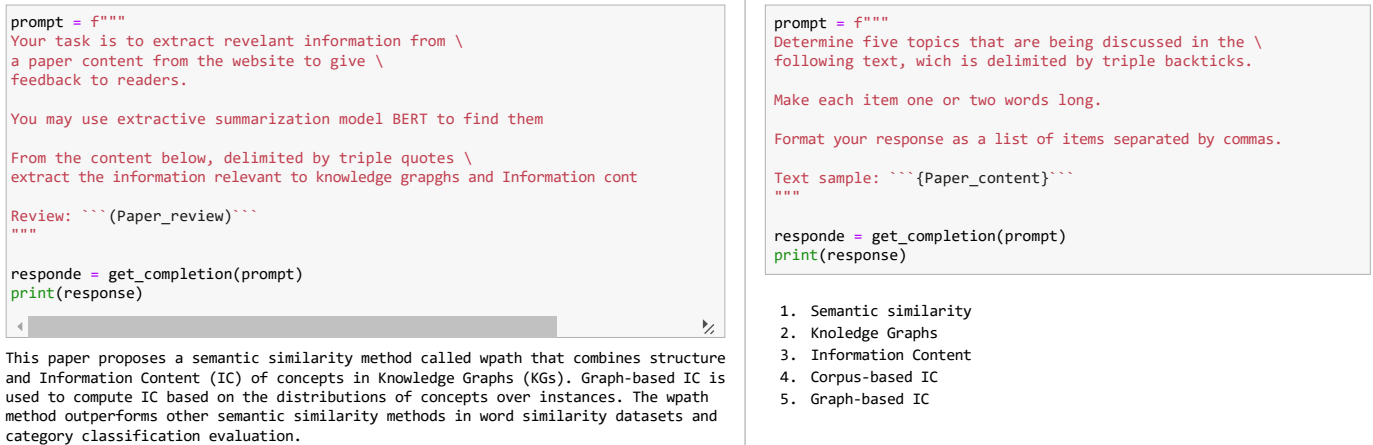 prompt = f"""
Your task is to extract revelant information from \
a paper content from the website to give \
feedback to readers.
You may use extractive summarization model BERT to find them
From the content below, delimited by triple quotes \
extract the information relevant to knowledge grapghs and Information cont
Review: ```(Paper_review)```
"""
responde = get_completion(prompt)
print(response)
This paper proposes a semantic similarity method called wpath that combines structure
and Information Content (IC) of concepts in Knowledge Graphs (KGs). Graph-based IC is
used to compute IC based on the distributions of concepts over instances. The wpath
method outperforms other semantic similarity methods in word similarity datasets and
category classification evaluation.
prompt = f"""
Determine five topics that are being discussed in the \
following text, wich is delimited by triple backticks.
Make each item one or two words long.
Format your response as a list of items separated by commas.
Text sample: ```{Paper_content}```
"""
responde = get_completion(prompt)
print(response)
1. Semantic similarity
2. Knoledge Graphs
3. Information Content
4. Corpus-based IC
5. Graph-based IC